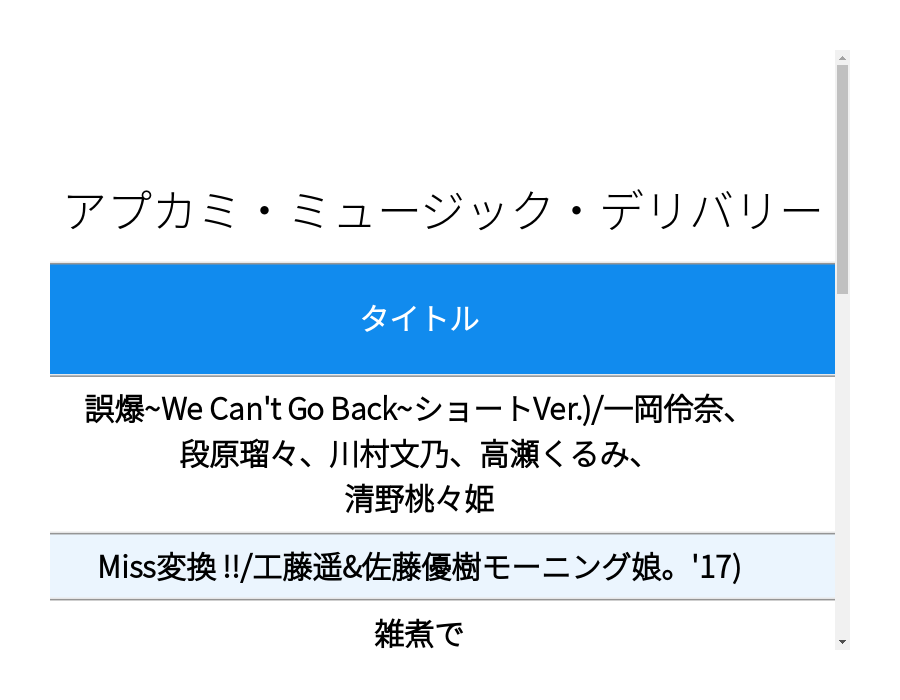 アプカミ・ミュージック・デリバリー
タイトル
誤爆~We Can't Go Back~ショートVer.)/一岡伶奈、
段原瑠々、川村文乃、高瀬くるみ、
清野桃々姫
Miss変換 !!/工藤遥&佐藤優樹モーニング娘。'17)
雑煮で